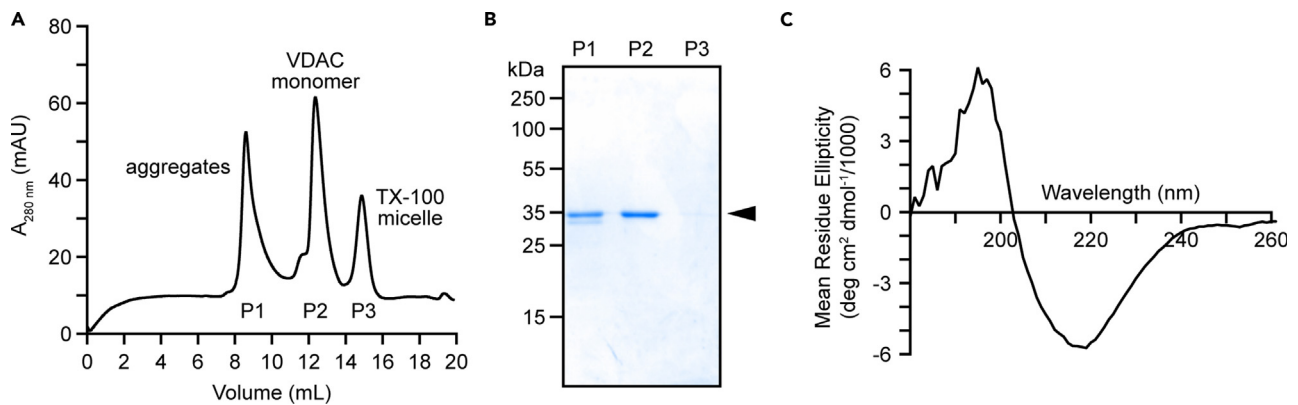 A
80
60
40
20
0
A280 nm (mAU)
aggregates
VDAC
monomer
TX-100
micelle
P1 P2 P3
0 2 4 6 8 10 12 14 16 18 20
Volume (mL)
B
P1 P2 P3
kDa
250
100
55
35
25
15
C
6
3
0
-3
-6
Mean Residue Ellipticity
(deg cm² dmol⁻¹/1000)
Wavelength (nm)
200 220 240 260